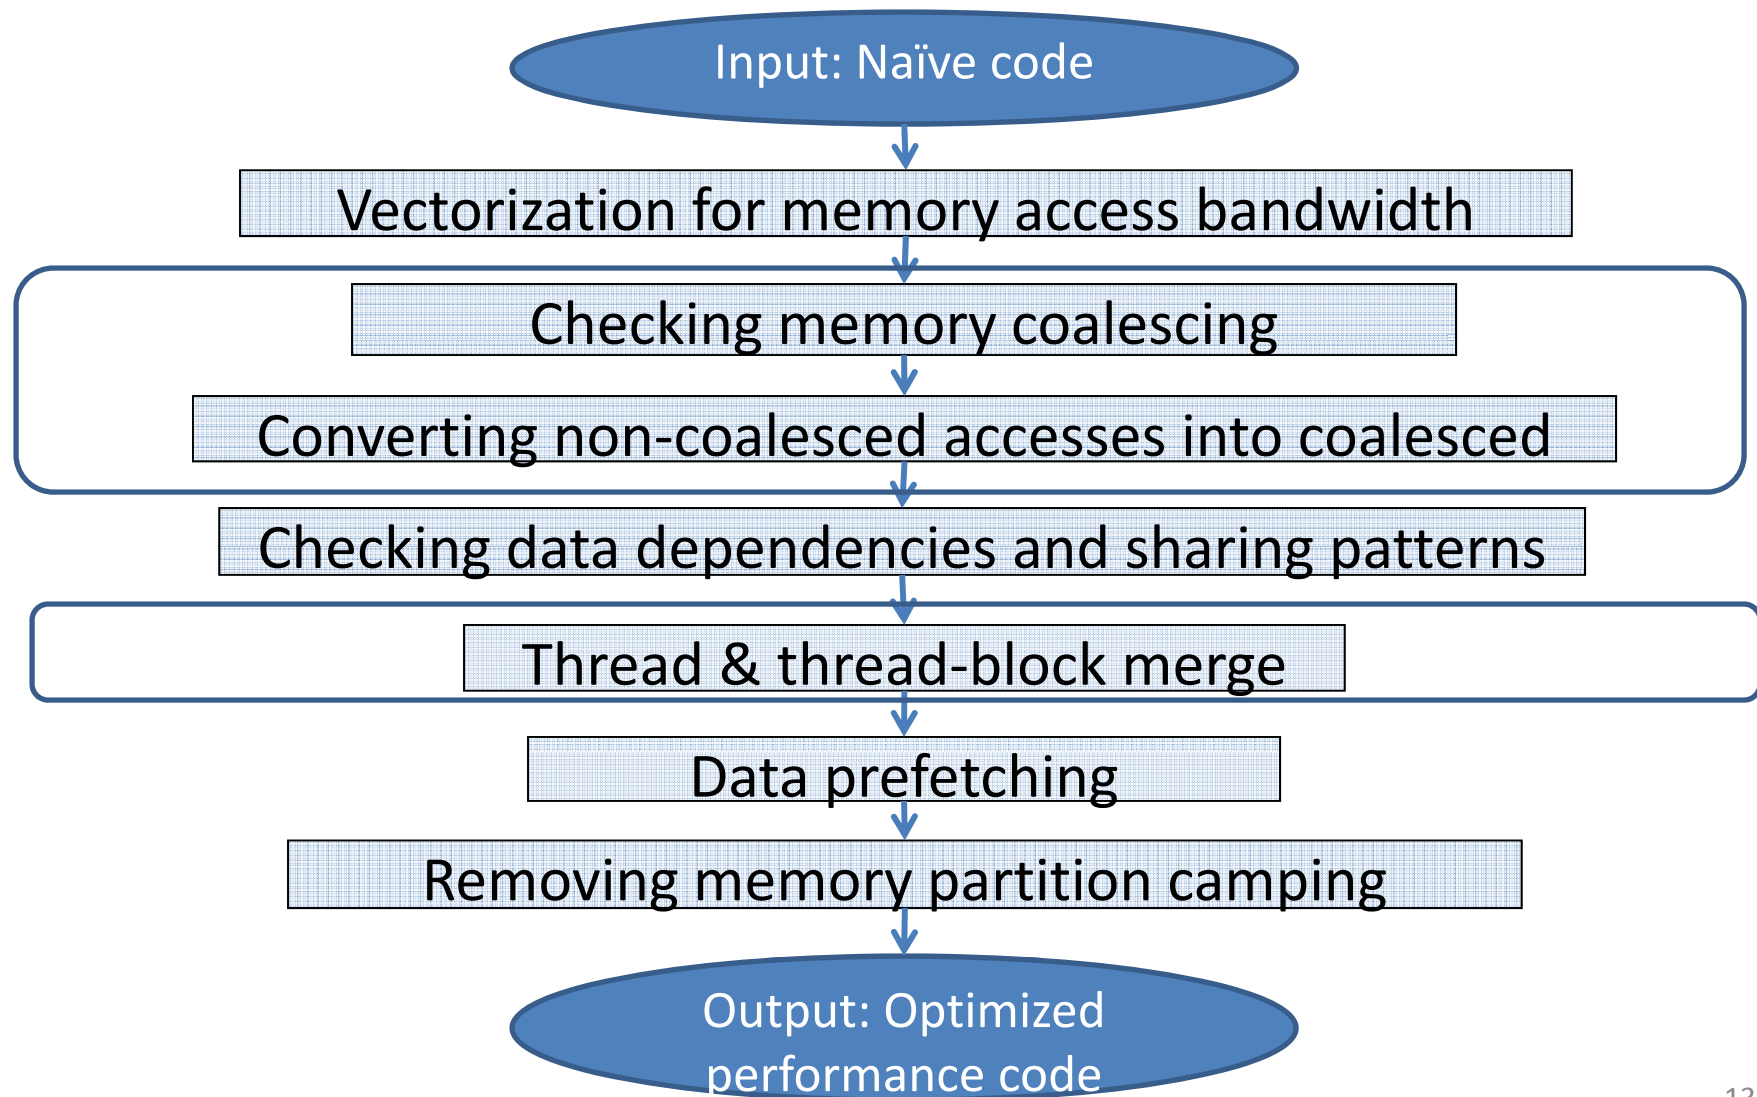 Input: Naïve code
Vectorization for memory access bandwidth
Checking memory coalescing
Converting non-coalesced accesses into coalesced
Checking data dependencies and sharing patterns
Thread & thread-block merge
Data prefetching
Removing memory partition camping
Output: Optimized
performance code